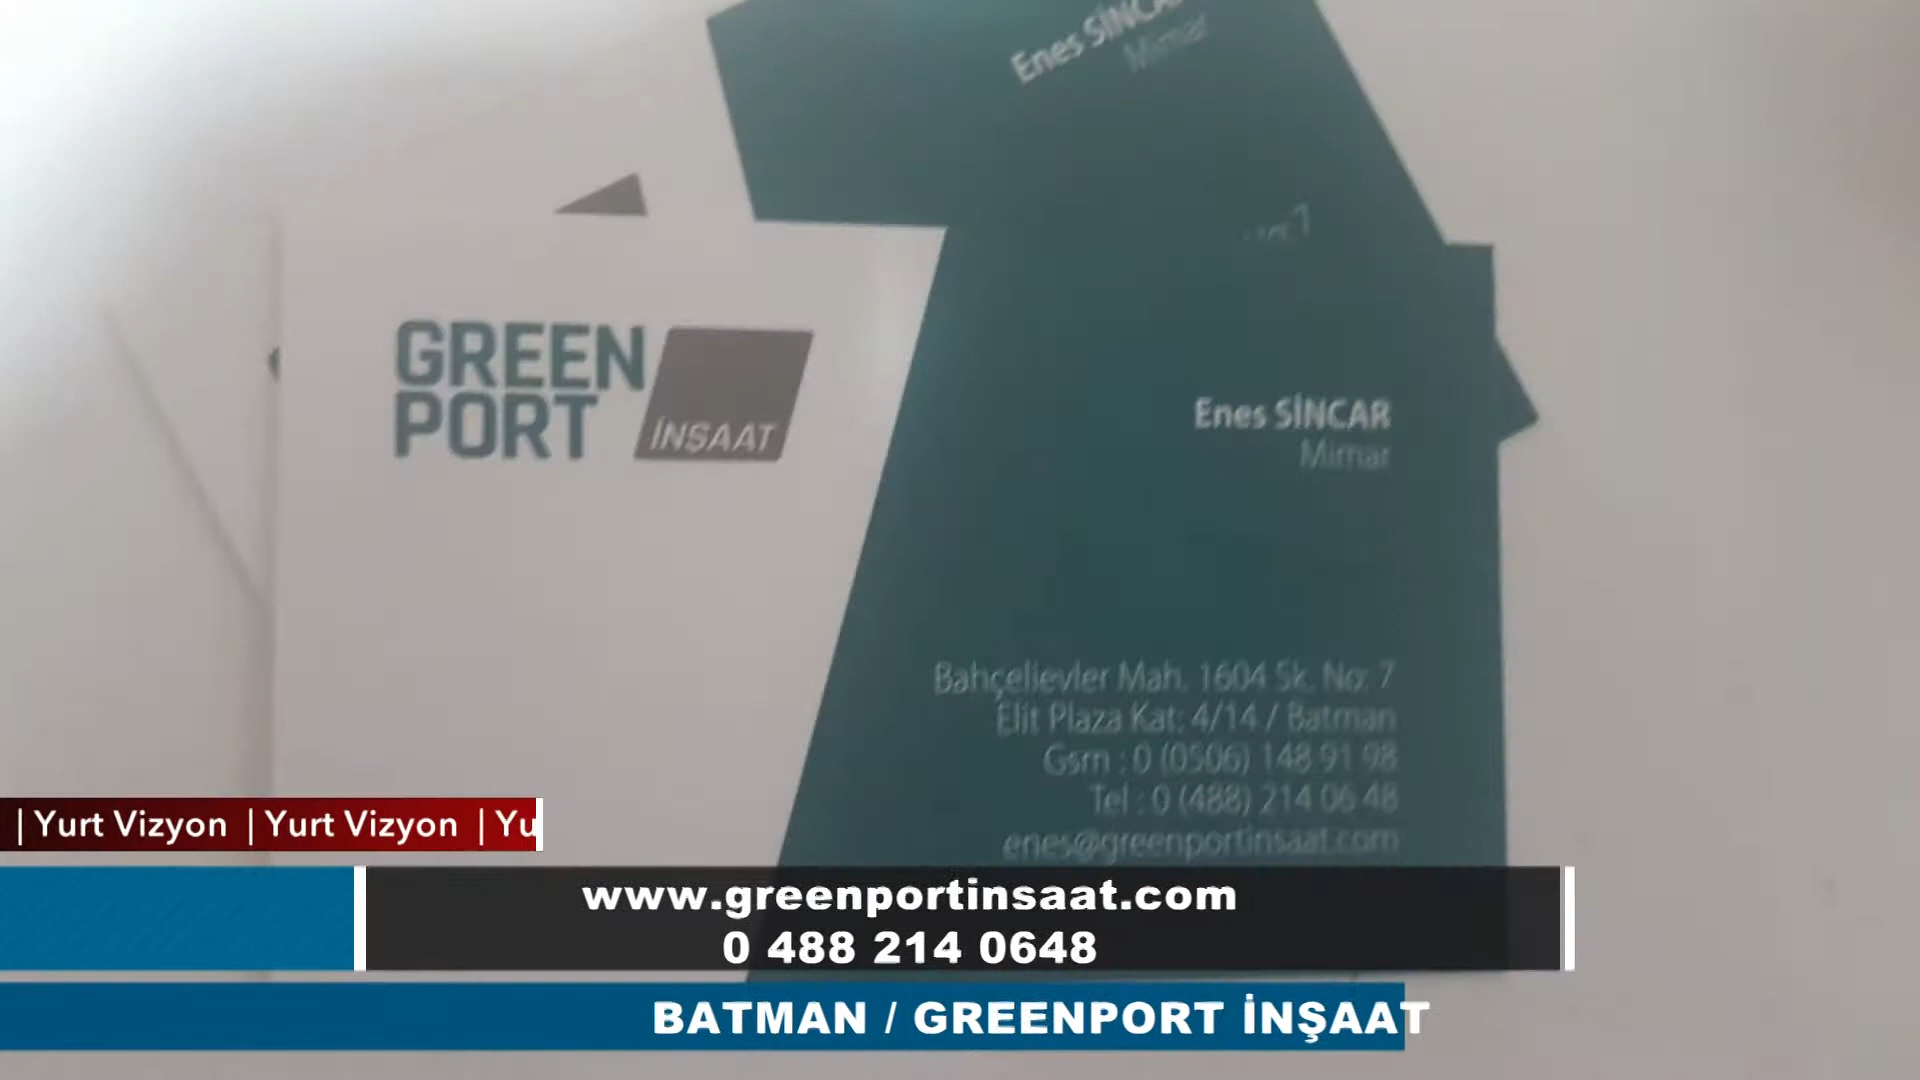 Enes SİNCAR
Mimar
GREEN
PORT
İNŞAAT
Enes SİNCAR
Mimar
Bahçelievler Mah. 1604 Sk. No: 7
Elit Plaza Kat: 4/14 / Batman
Gsm : 0 (0506) 148 91 98
Tel : 0 (488) 214 06 48
enes@greenportinsaat.com
| Yurt Vizyon | Yurt Vizyon | Yu
www.greenportinsaat.com
0 488 214 0648
BATMAN / GREENPORT İNŞAAT